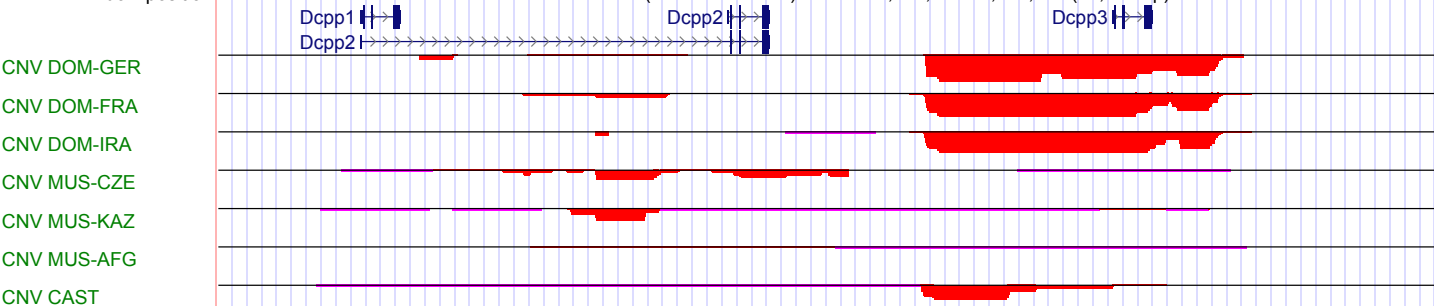 Dcpp1 Dcpp2 Dcpp3
Dcpp2
CNV DOM-GER
CNV DOM-FRA
CNV DOM-IRA
CNV MUS-CZE
CNV MUS-KAZ
CNV MUS-AFG
CNV CAST